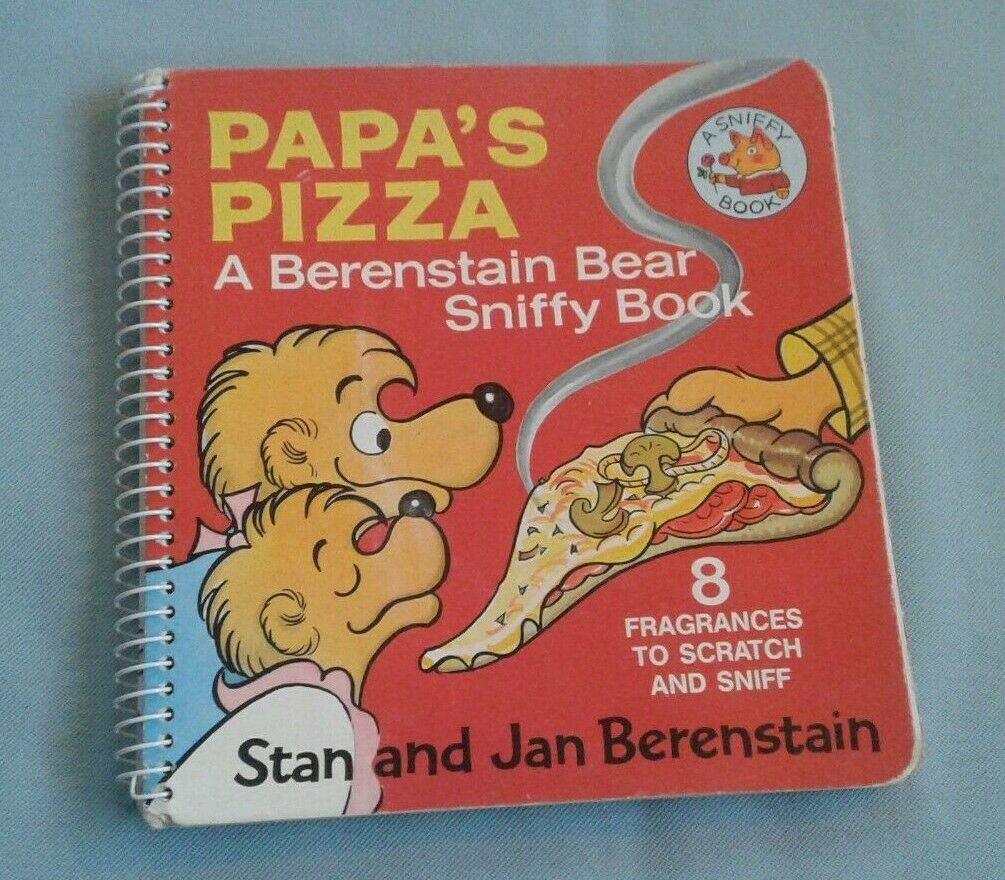 PAPA'S
PIZZA
A Berenstain Bear
Sniffy Book
A SNIFFY
BOOK
8
FRAGRANCES
TO SCRATCH
AND SNIFF
Stan and Jan Berenstain